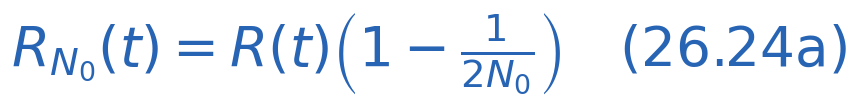 $R_{N_0}(t) = R(t)\left(1 - \frac{1}{2N_0}\right)$ (26.24a)